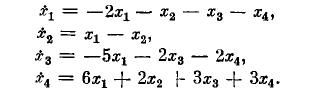 ẋ₁ = −2x₁ − x₂ − x₃ − x₄,
ẋ₂ = x₁ − x₂,
ẋ₃ = −5x₁ − 2x₃ − 2x₄,
ẋ₄ = 6x₁ + 2x₂ + 3x₃ + 3x₄.